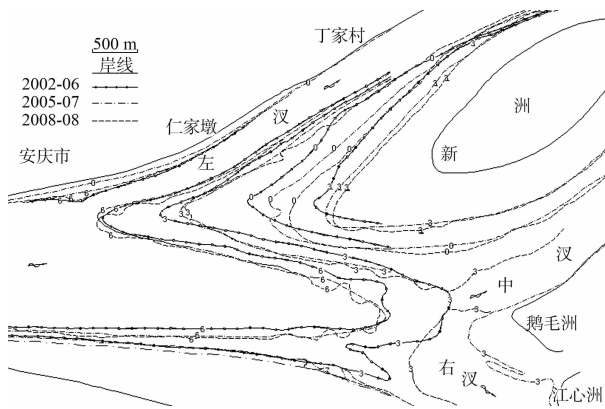 500 m
岸线
2002-06
2005-07
2008-08
丁家村
仁家墩
安庆市
左
汊
洲
新
汊
中
鹅毛洲
右
汊
江心洲